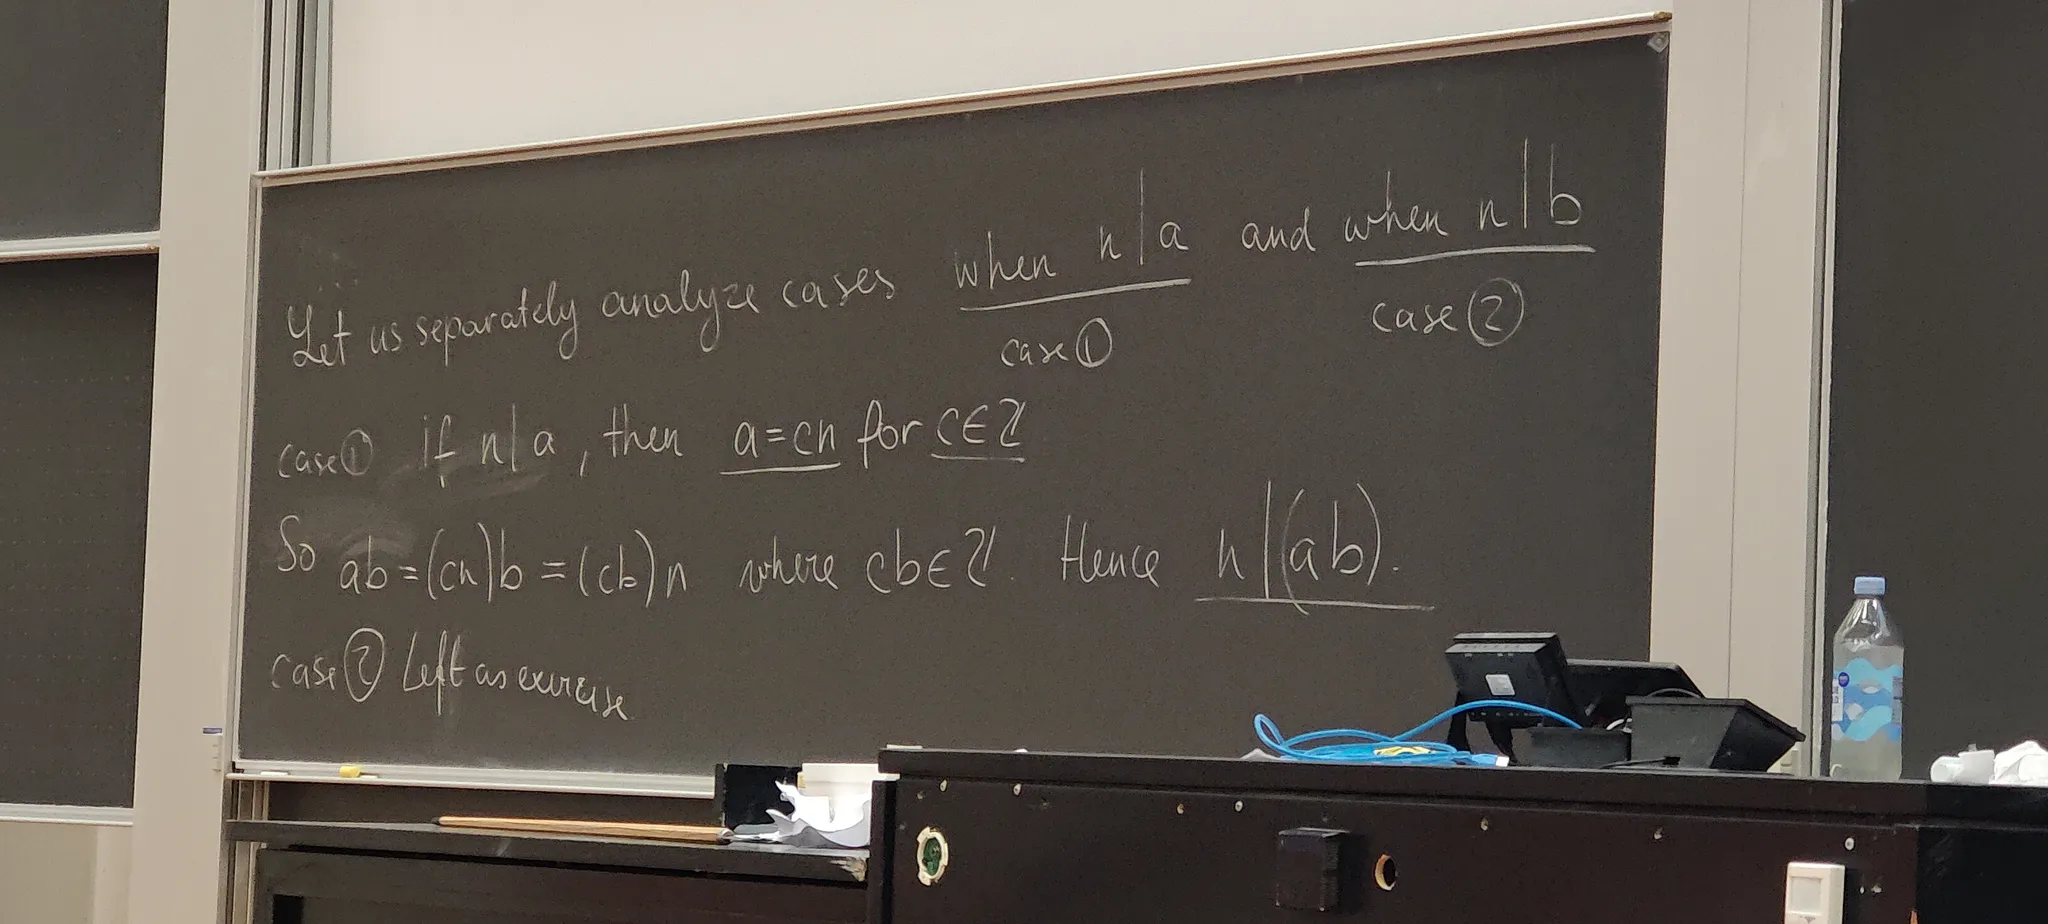 Let us separately analyze cases when n|a and when n|b
case ① case ②
case ① if n|a, then a=cn for c∈ℤ
So ab=(cn)b=(cb)n where cb∈ℤ. Hence n|(ab).
case ② Left as exercise